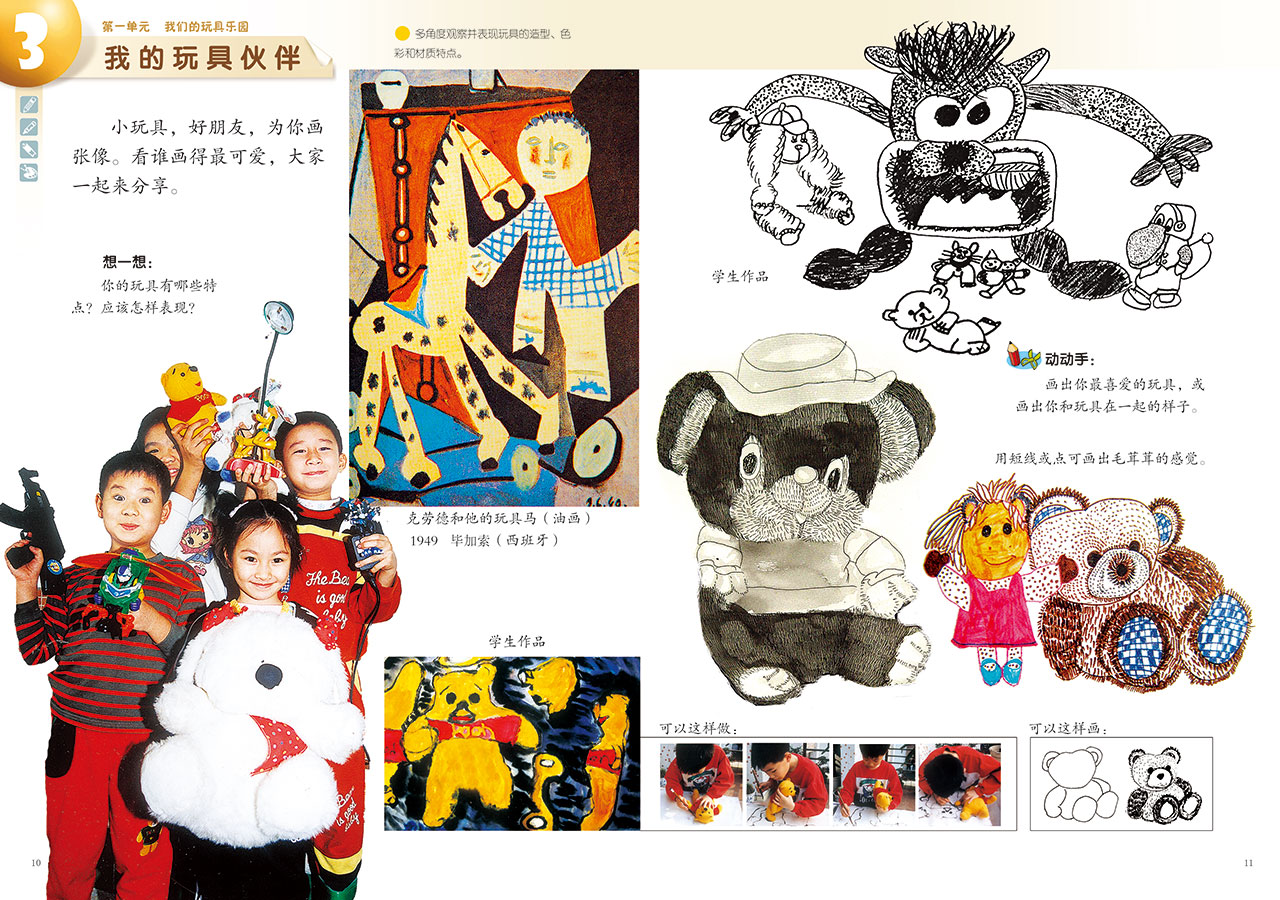 3
第一单元 我们的玩具乐园
我的玩具伙伴
多角度观察并表现玩具的造型、色
彩和材质特点。
小玩具，好朋友，为你画
张像。看谁画得最可爱，大家
一起来分享。
想一想：
你的玩具有哪些特
点？应该怎样表现？
克劳德和他的玩具马（油画）
1949 毕加索（西班牙）
学生作品
学生作品
动动手：
画出你最喜爱的玩具，或
画出你和玩具在一起的样子。
用短线或点可画出毛茸茸的感觉。
可以这样做：
可以这样画：
The Bear
is good
10
11